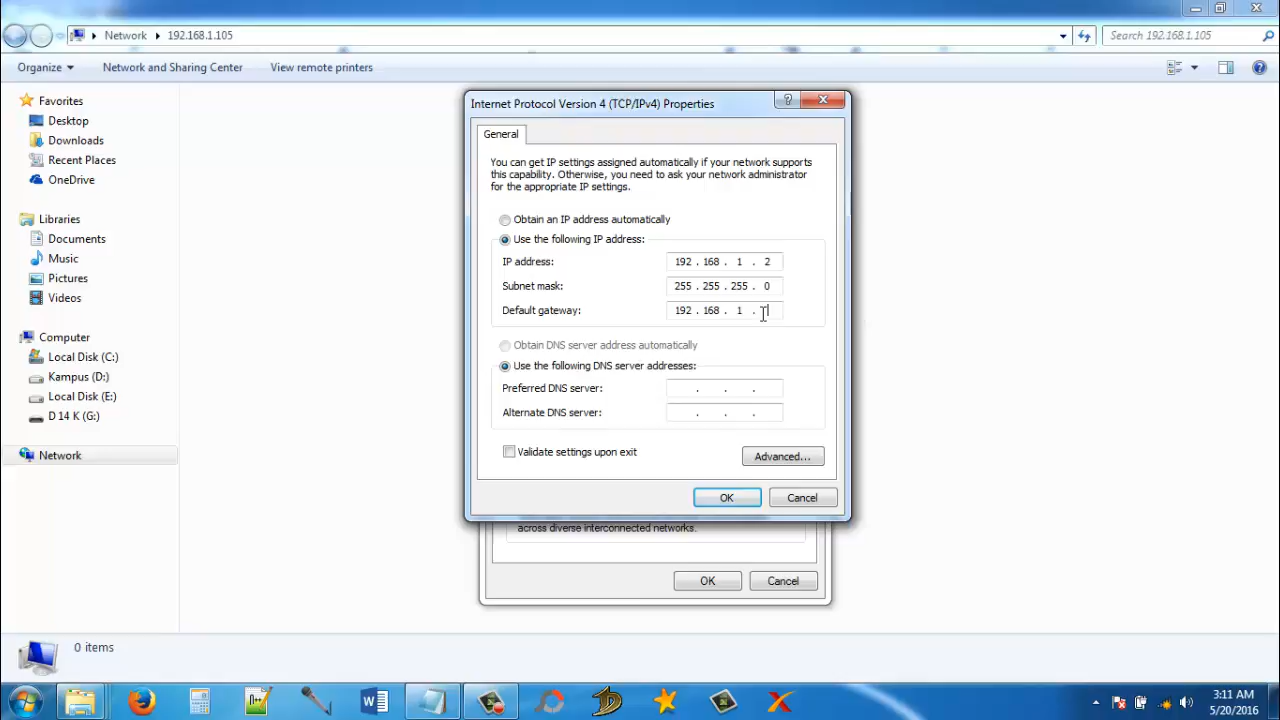 Network 192.168.1.105
Search 192.168.1.105
Organize Network and Sharing Center View remote printers
Favorites
Desktop
Downloads
Recent Places
OneDrive
Libraries
Documents
Music
Pictures
Videos
Computer
Local Disk (C:)
Kampus (D:)
Local Disk (E:)
D 14 K (G:)
Network
Internet Protocol Version 4 (TCP/IPv4) Properties
General
You can get IP settings assigned automatically if your network supports
this capability. Otherwise, you need to ask your network administrator
for the appropriate IP settings.
Obtain an IP address automatically
Use the following IP address:
IP address: 192 . 168 . 1 . 2
Subnet mask: 255 . 255 . 255 . 0
Default gateway: 192 . 168 . 1 .
Obtain DNS server address automatically
Use the following DNS server addresses:
Preferred DNS server: . . .
Alternate DNS server: . . .
Validate settings upon exit
Advanced...
OK Cancel
across diverse interconnected networks.
OK Cancel
0 items
3:11 AM
5/20/2016